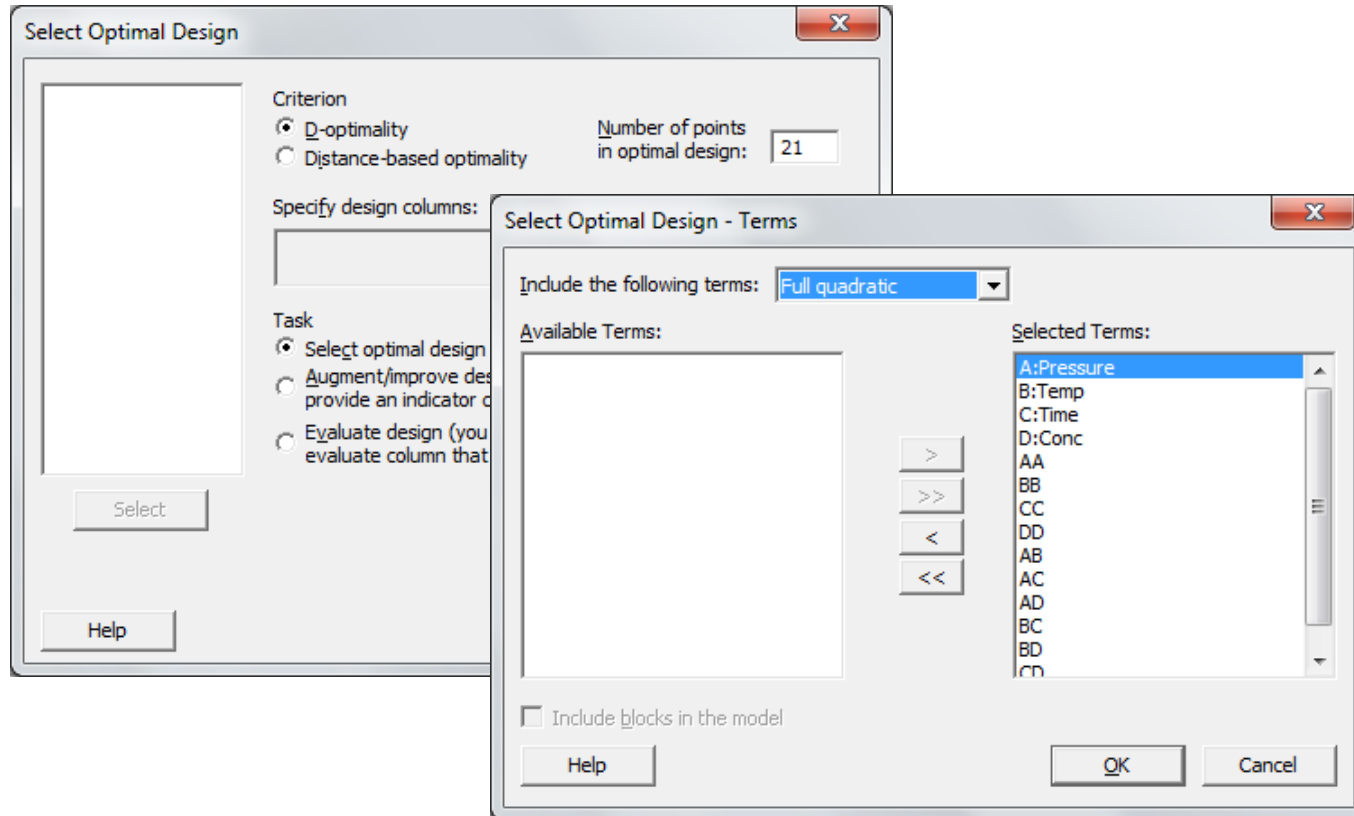 Select Optimal Design
Criterion
D-optimality
Distance-based optimality
Number of points
in optimal design:
21
Specify design columns:
Task
Select optimal design
Augment/improve des
provide an indicator c
Evaluate design (you
evaluate column that
Select
Help
Select Optimal Design - Terms
Include the following terms:
Full quadratic
Available Terms:
Selected Terms:
A:Pressure
B:Temp
C:Time
D:Conc
AA
BB
CC
DD
AB
AC
AD
BC
BD
CD
>
>>
<
<<
Include blocks in the model
Help
OK
Cancel